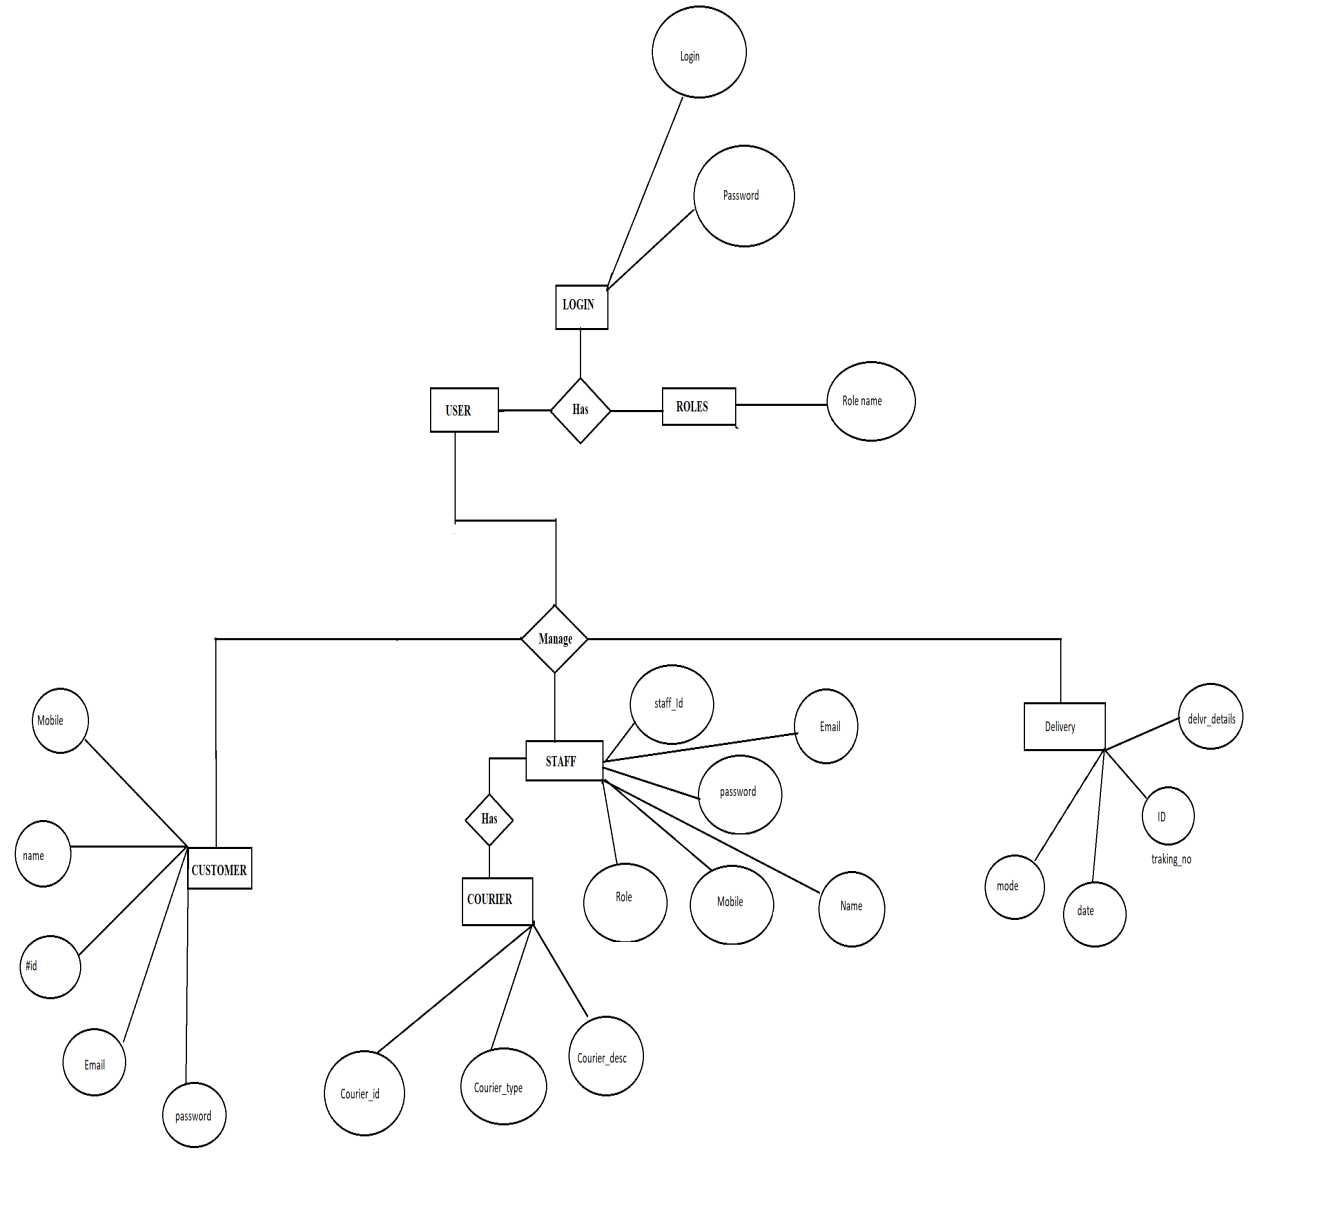 Login
Password
LOGIN
USER
Has
ROLES
Role name
Manage
staff_Id
Email
Mobile
delvr_details
Delivery
STAFF
password
Has
ID
traking_no
name
CUSTOMER
COURIER
Role
Mobile
Name
mode
date
#id
Email
Courier_id
Courier_type
Courier_desc
password